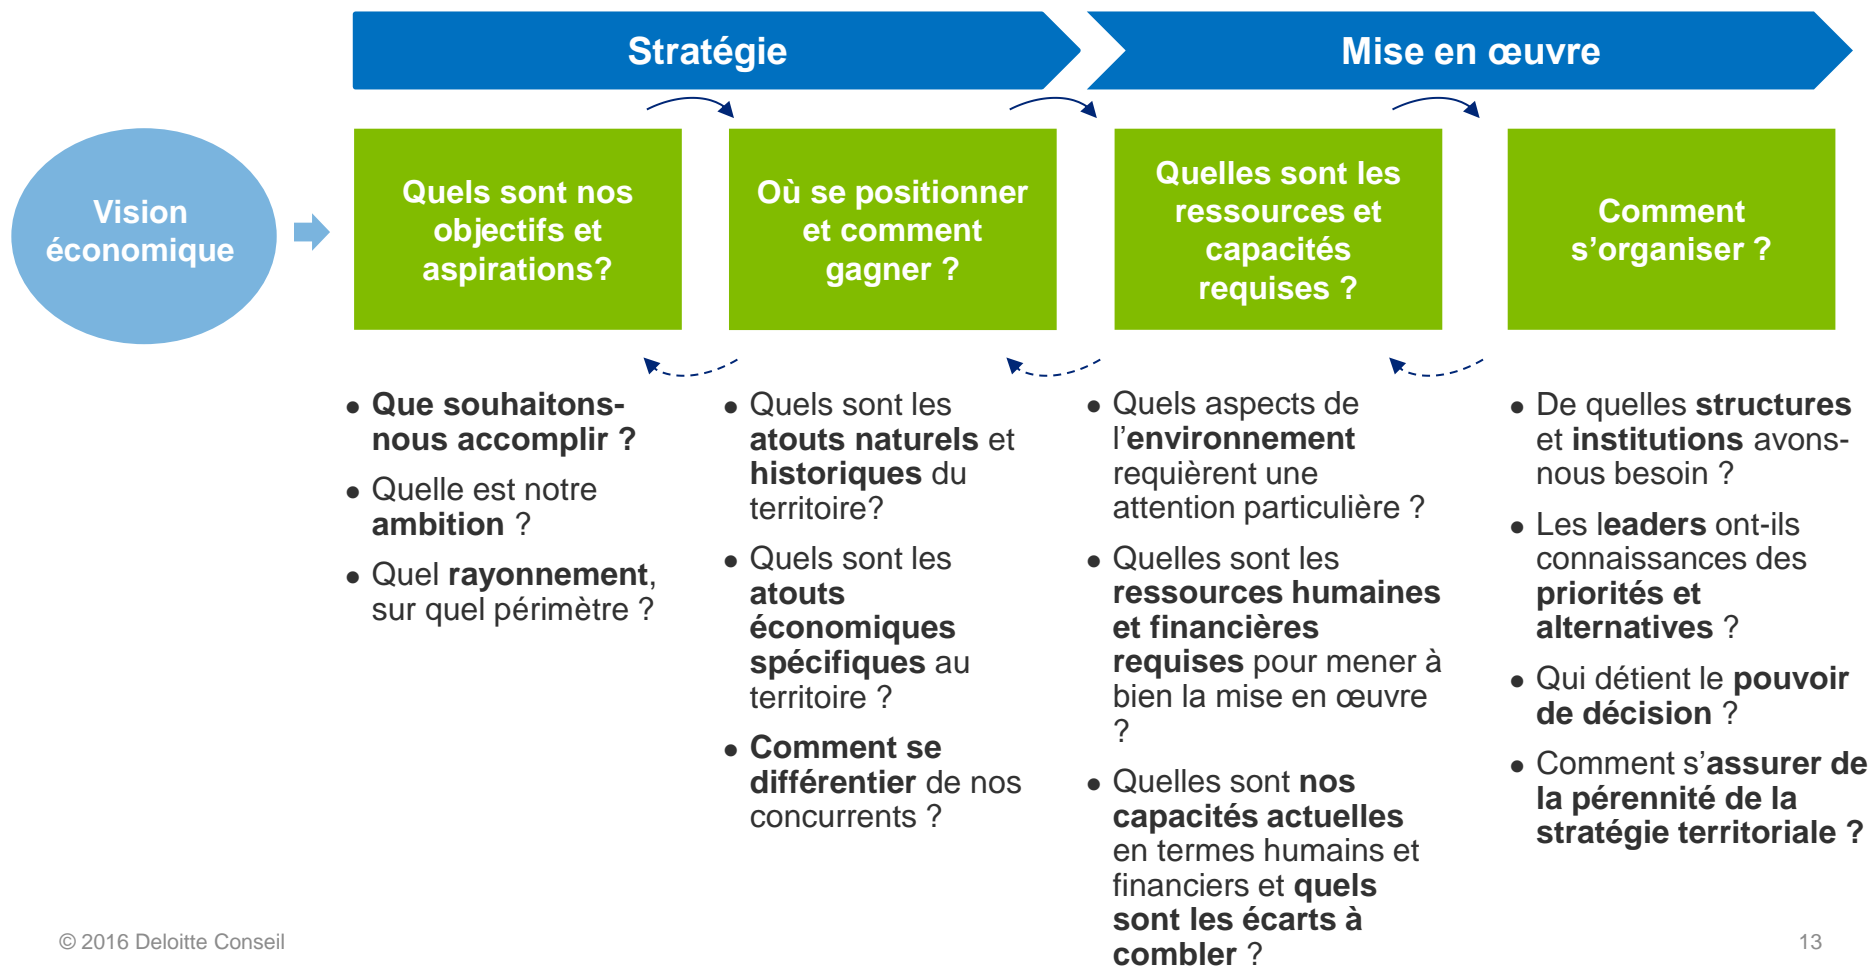 Stratégie
Mise en œuvre
Vision
économique
Quels sont nos
objectifs et
aspirations?
Où se positionner
et comment
gagner ?
Quelles sont les
ressources et
capacités
requises ?
Comment
s’organiser ?
• Que souhaitons-
nous accomplir ?
• Quelle est notre
ambition ?
• Quel rayonnement,
sur quel périmètre ?
• Quels sont les
atouts naturels et
historiques du
territoire?
• Quels sont les
atouts
économiques
spécifiques au
territoire ?
• Comment se
différentier de nos
concurrents ?
• Quels aspects de
l’environnement
requièrent une
attention particulière ?
• Quelles sont les
ressources humaines
et financières
requises pour mener à
bien la mise en œuvre
?
• Quelles sont nos
capacités actuelles
en termes humains et
financiers et quels
sont les écarts à
combler ?
• De quelles structures
et institutions avons-
nous besoin ?
• Les leaders ont-ils
connaissances des
priorités et
alternatives ?
• Qui détient le pouvoir
de décision ?
• Comment s’assurer de
la pérennité de la
stratégie territoriale ?
© 2016 Deloitte Conseil
13